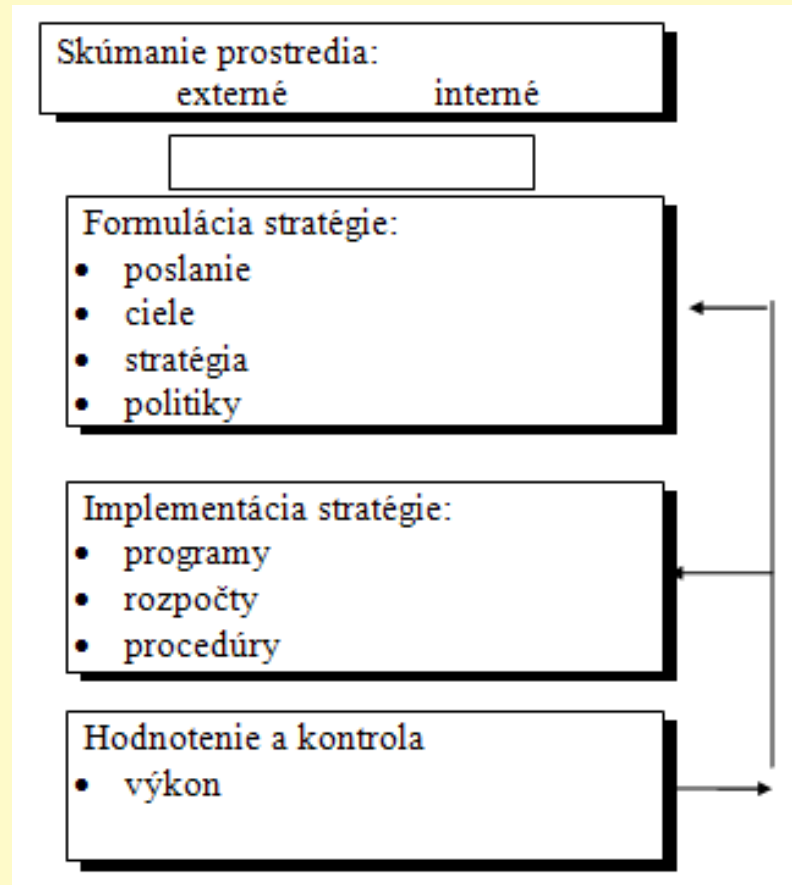 Skúmanie prostredia:
externé interné
Formulácia stratégie:
• poslanie
• ciele
• stratégia
• politiky
Implementácia stratégie:
• programy
• rozpočty
• procedúry
Hodnotenie a kontrola
• výkon